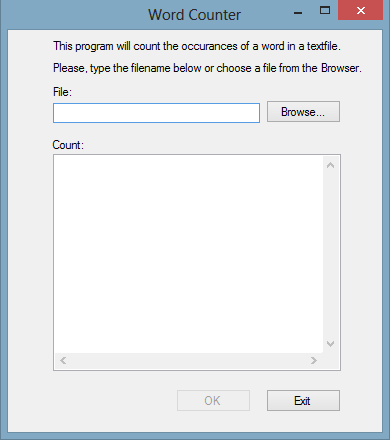 Word Counter
This program will count the occurances of a word in a textfile.
Please, type the filename below or choose a file from the Browser.
File:
Browse...
Count:
OK
Exit